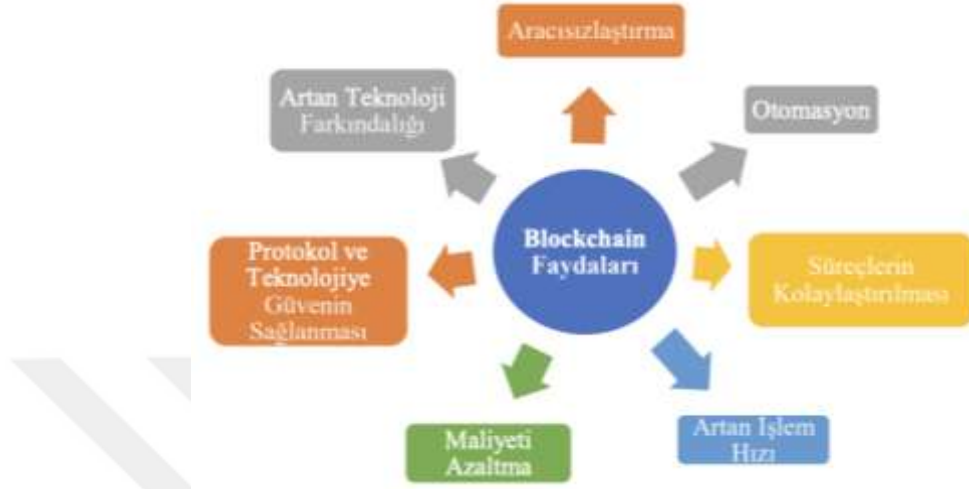 Aracısızlaştırma
Artan Teknoloji
Farkındalığı
Otomasyon
Blockchain
Faydaları
Protokol ve
Teknolojiye
Güvenin
Sağlanması
Süreçlerin
Kolaylaştırılması
Maliyeti
Azaltma
Artan İşlem
Hızı